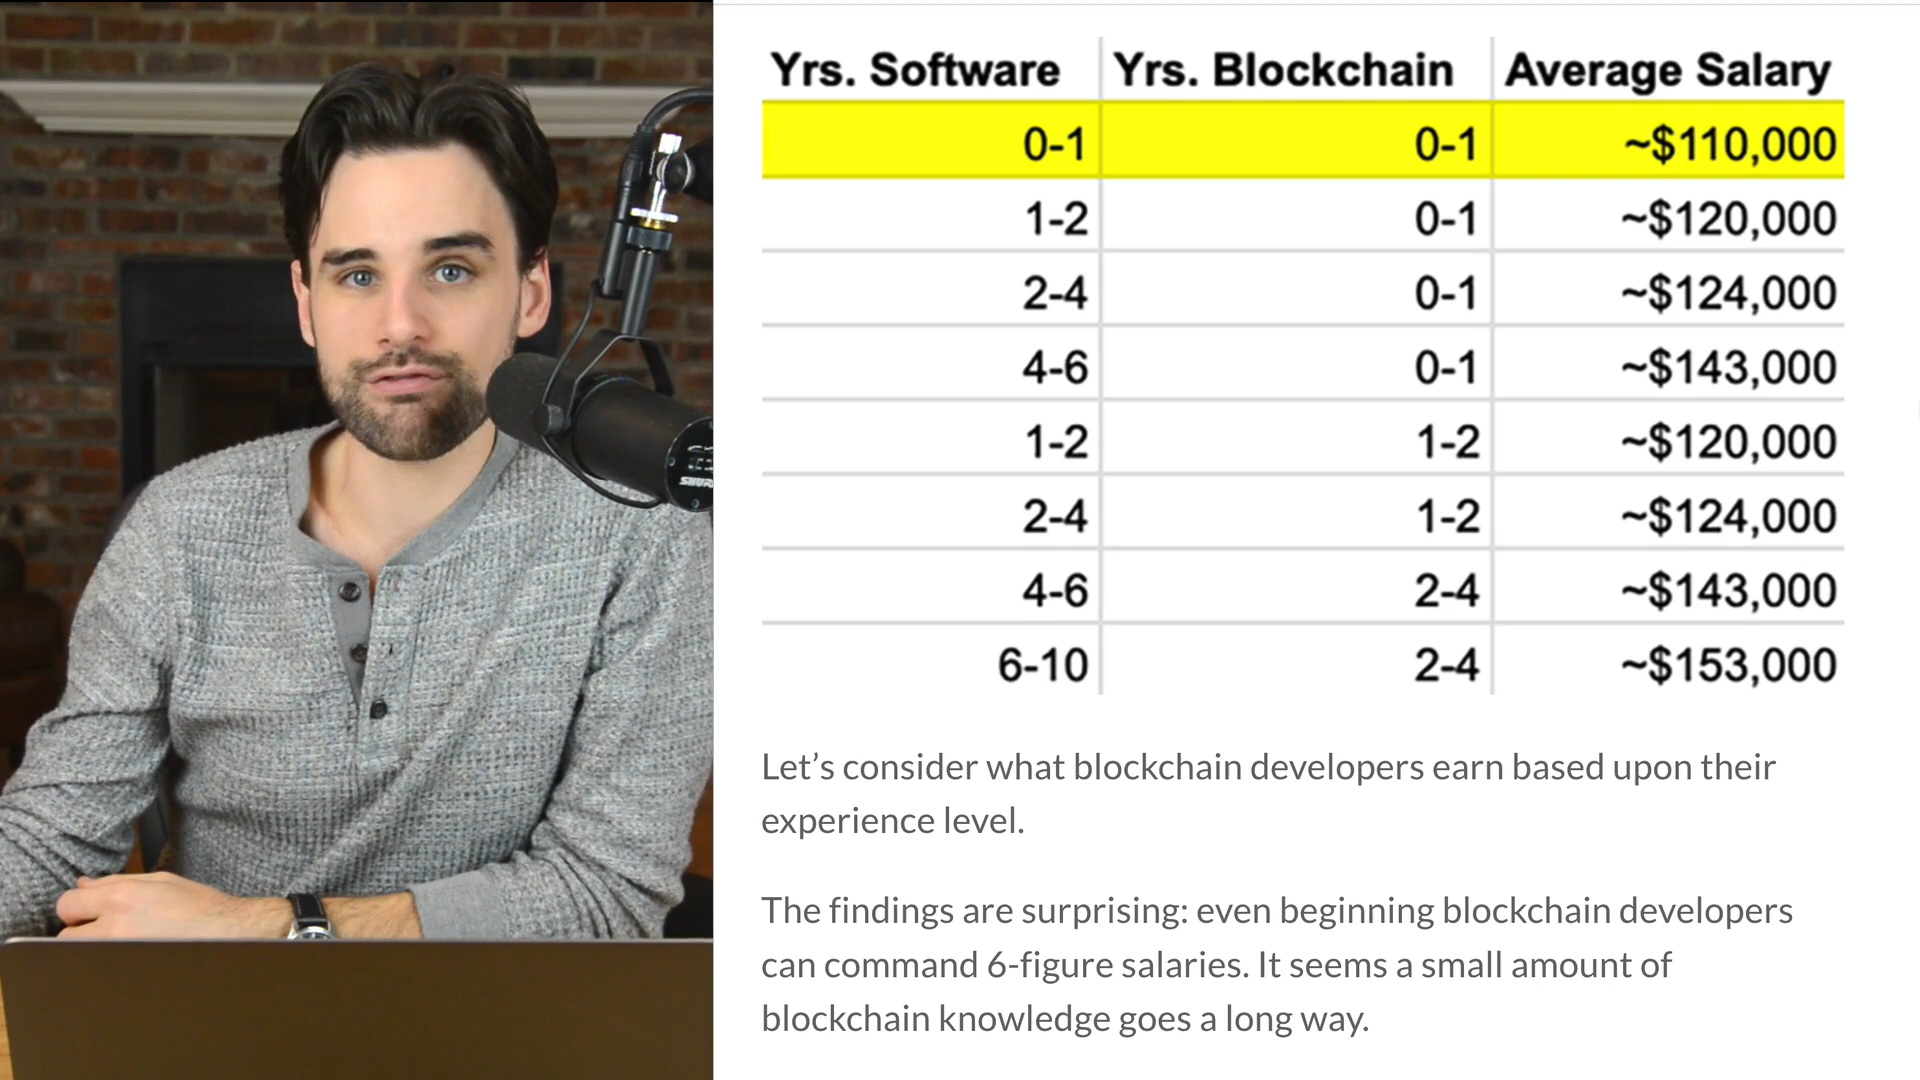 Yrs. Software Yrs. Blockchain Average Salary
0-1 0-1 ~$110,000
1-2 0-1 ~$120,000
2-4 0-1 ~$124,000
4-6 0-1 ~$143,000
1-2 1-2 ~$120,000
2-4 1-2 ~$124,000
4-6 2-4 ~$143,000
6-10 2-4 ~$153,000
Let’s consider what blockchain developers earn based upon their
experience level.
The findings are surprising: even beginning blockchain developers
can command 6-figure salaries. It seems a small amount of
blockchain knowledge goes a long way.